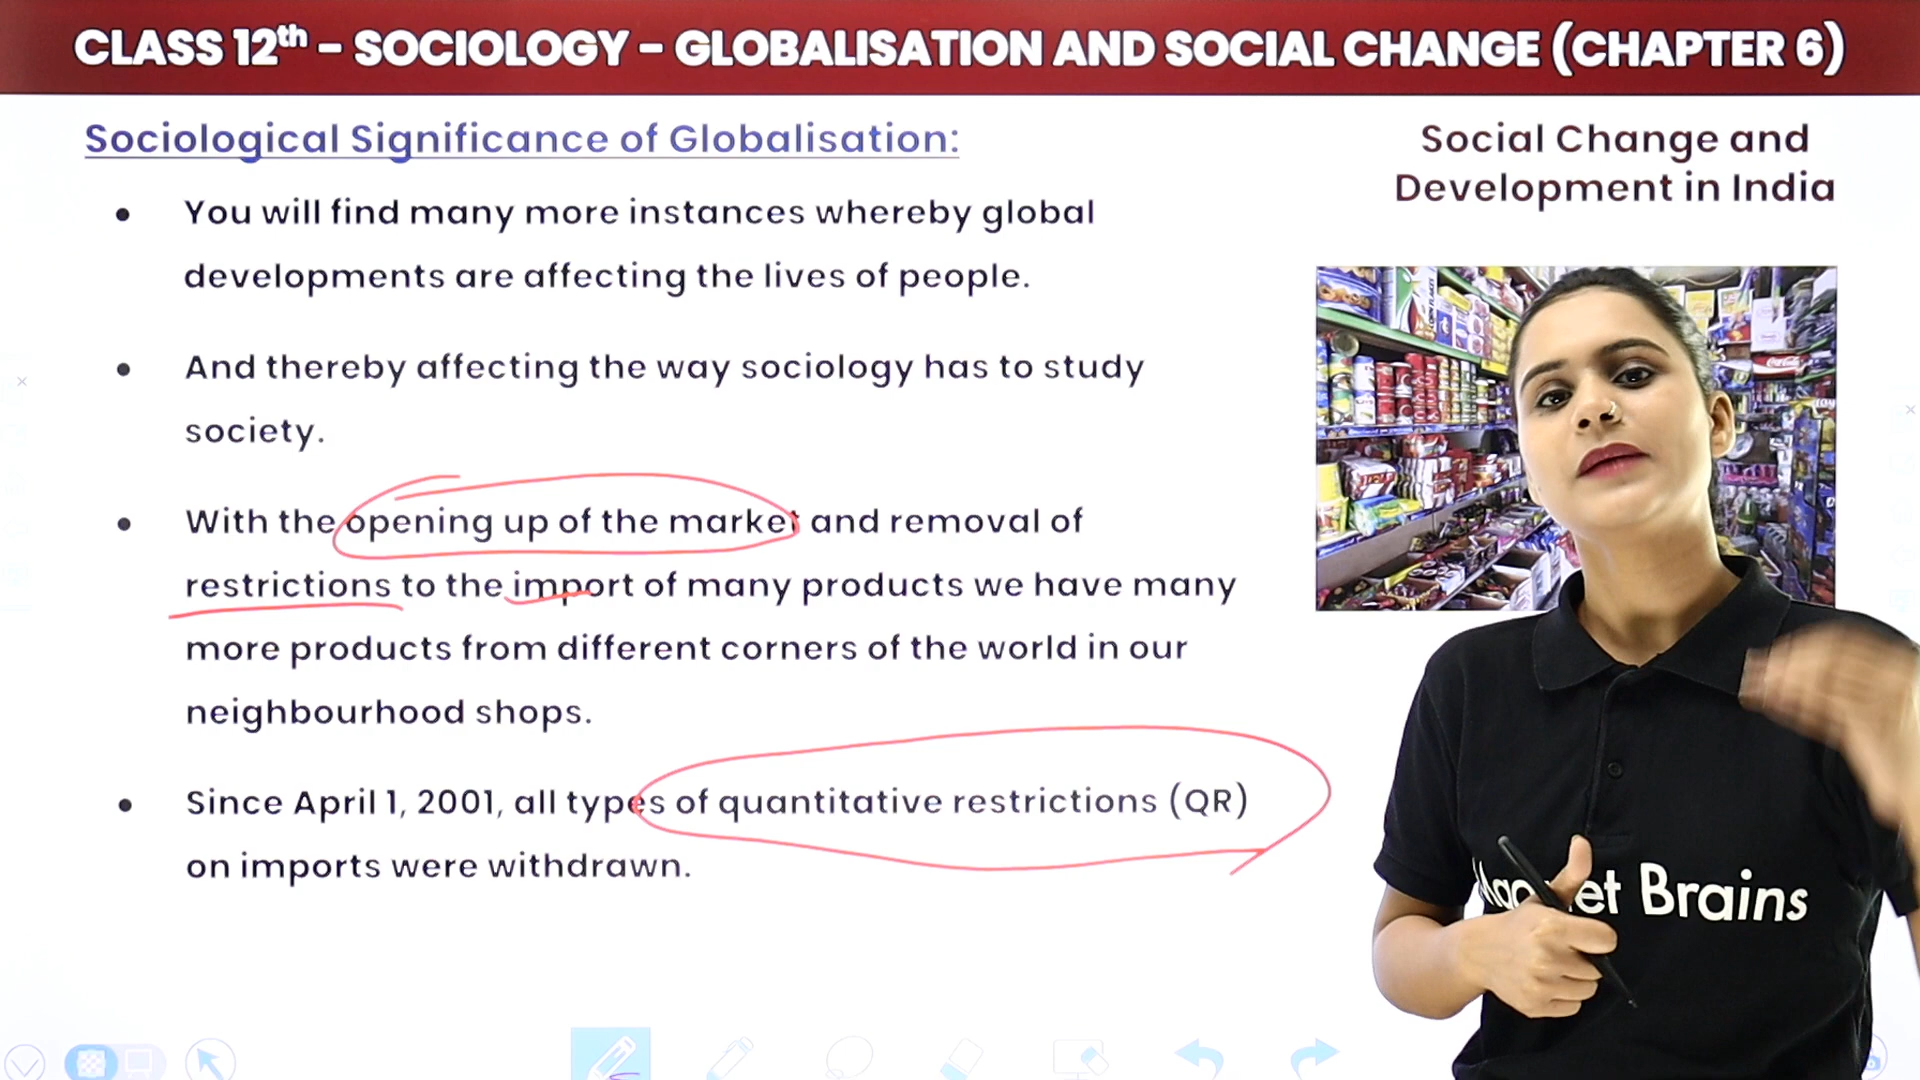 CLASS 12th – SOCIOLOGY – GLOBALISATION AND SOCIAL CHANGE (CHAPTER 6)
Sociological Significance of Globalisation:
Social Change and
Development in India
• You will find many more instances whereby global
developments are affecting the lives of people.
• And thereby affecting the way sociology has to study
society.
• With the opening up of the market and removal of
restrictions to the import of many products we have many
more products from different corners of the world in our
neighbourhood shops.
• Since April 1, 2001, all types of quantitative restrictions (QR)
on imports were withdrawn.
Coca-Cola
et Brains